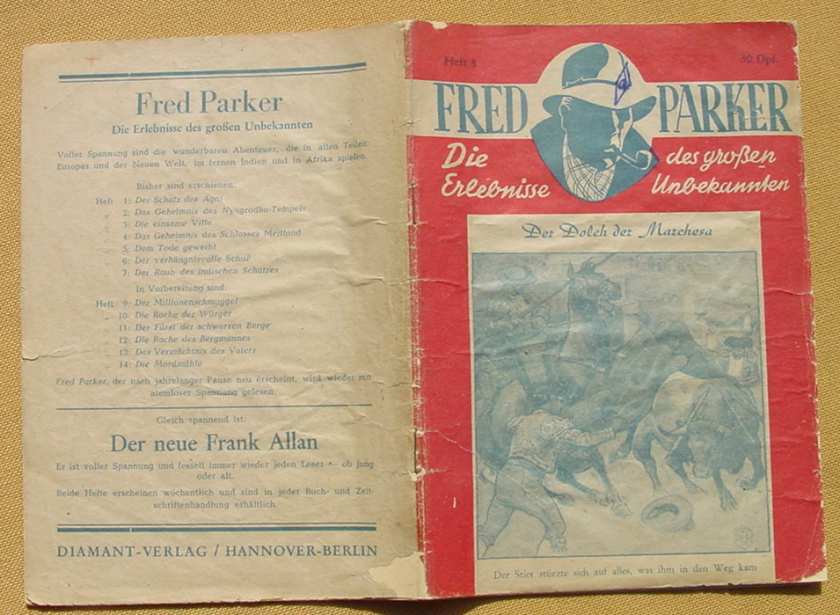 Fred Parker
Die Erlebnisse des großen Unbekannten
Voller Spannung sind die wunderbaren Abenteuer, die in allen Teilen
Europas und der Neuen Welt, im fernen Indien und in Afrika spielen.
Bisher sind erschienen:
Heft 1: Der Schatz des
„ 2: Das Geheimnis des Nyagrodha-Tempels
„ 3: Die einsame Villa
„ 4: Das Geheimnis des Schlosses
„ 5: Dem Tode geweiht
„ 6: Der verhängnisvolle Schuß
„ 7: Der Raub des indischen Schatzes
In Vorbereitung sind:
Heft 9: Der Millionenschmuggel
„ 10: Die Rache der Würger
„ 11: Der Fürst der schwarzen Berge
„ 12: Die Rache des Bergmannes
„ 13: Das Vermächtnis des Vaters
„ 14: Die Mordmühle
Fred Parker, der nach jahrelanger Pause neu erscheint, wird wieder mit
atemloser Spannung gelesen.
Gleich spannend ist:
Der neue Frank Allan
Er ist voller Spannung und fesselt immer wieder jeden Leser - ob jung
oder alt.
Beide Hefte erscheinen wöchentlich und sind in jeder Buch- und Zeit-
schriftenhandlung erhältlich.
DIAMANT-VERLAG / HANNOVER-BERLIN
Heft 8
50 Dpf.
FRED PARKER
Die Erlebnisse des großen Unbekannten
Der Dolch der Marchesa
Der Stier stürzte sich auf alles, was ihm in den Weg kam